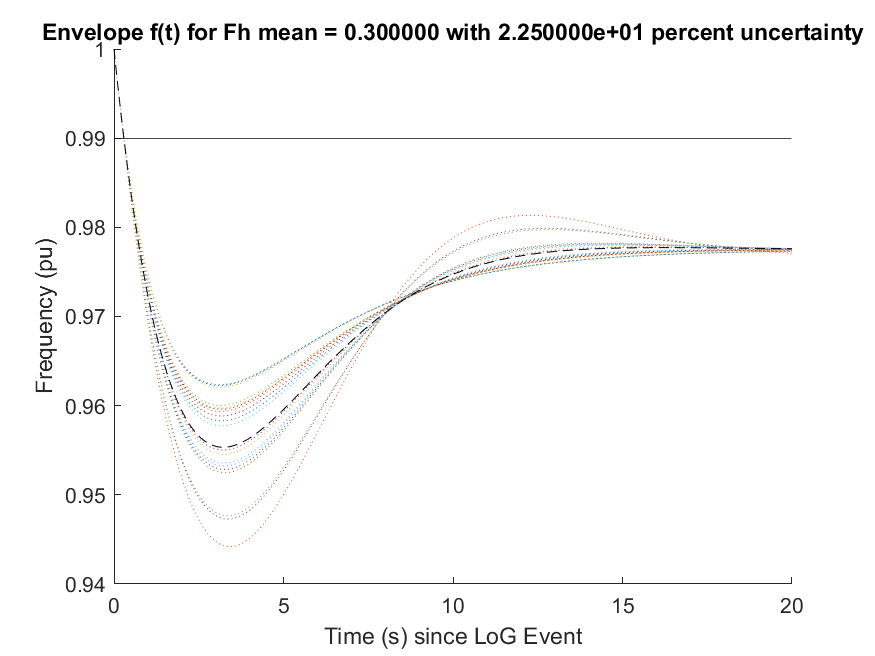 Envelope f(t) for Fh mean = 0.300000 with 2.250000e+01 percent uncertainty
1
0.99
0.98
0.97
0.96
0.95
0.94
Frequency (pu)
0 5 10 15 20
Time (s) since LoG Event